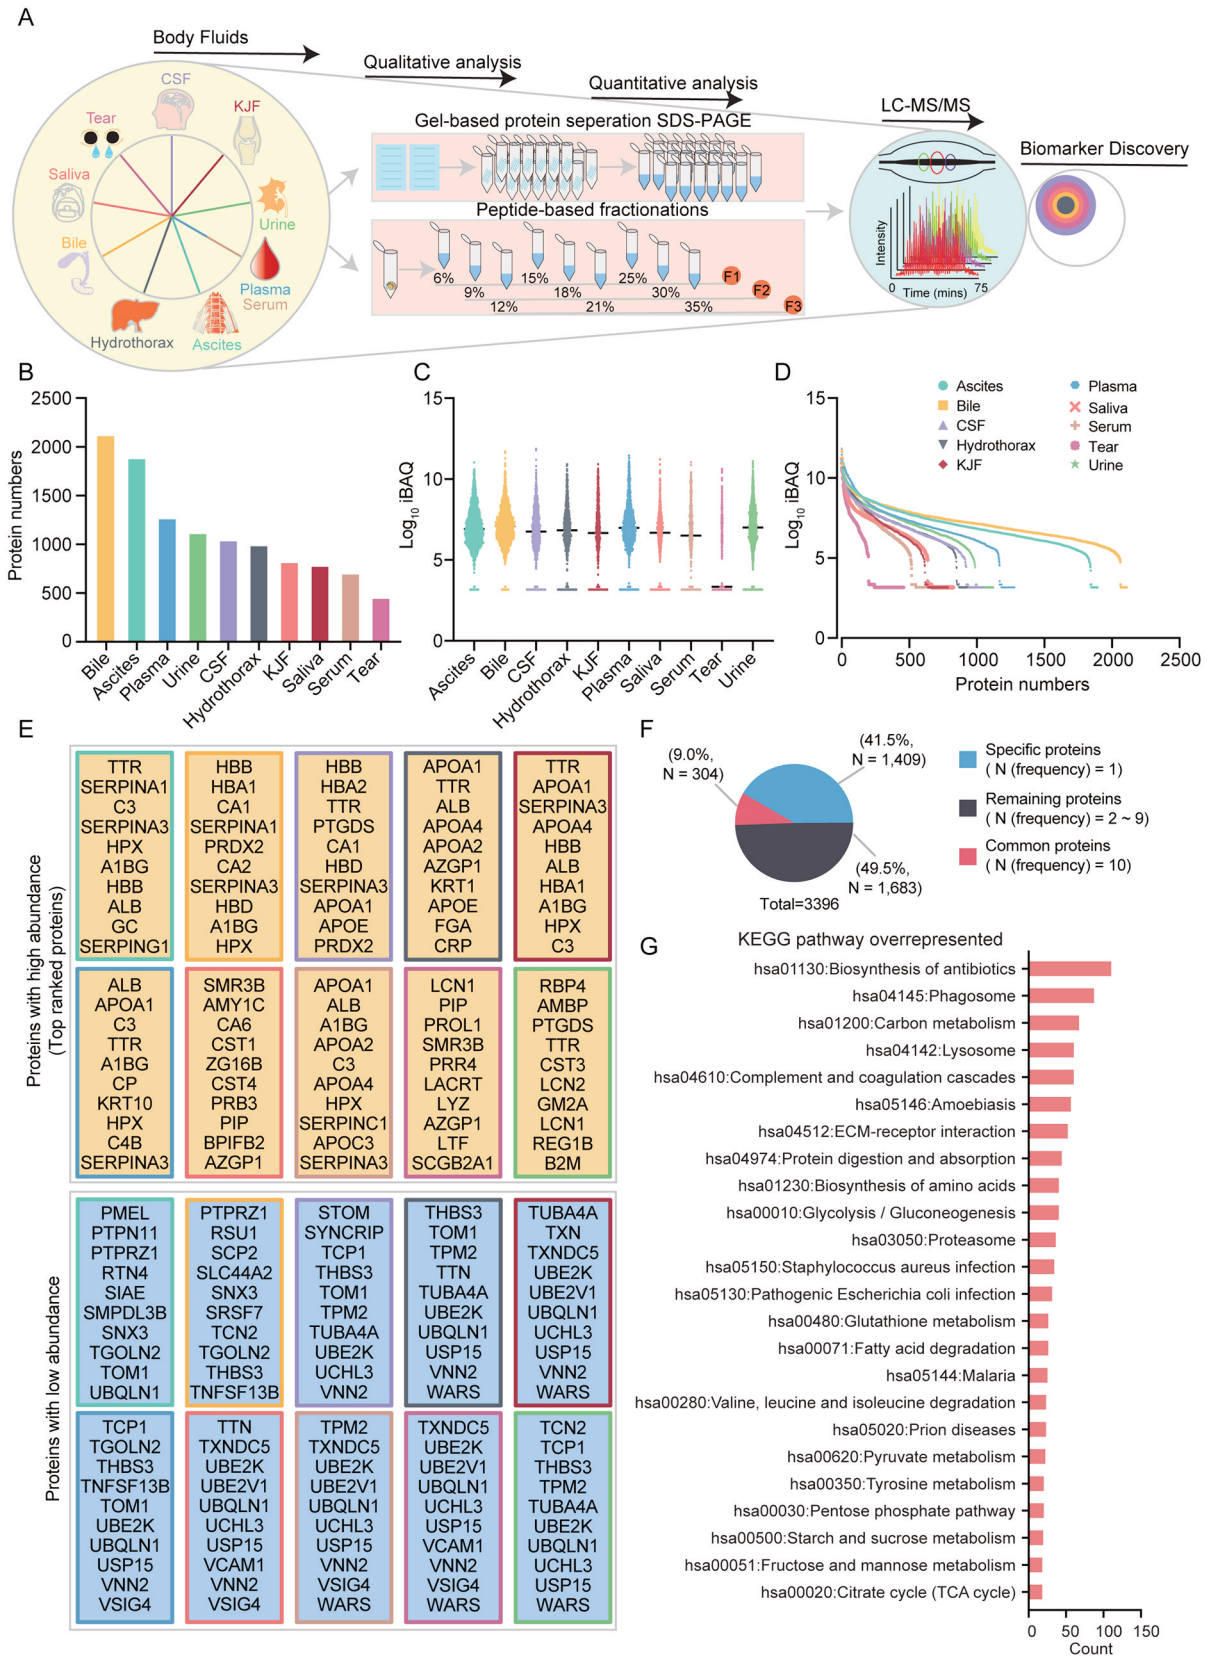 A
Body Fluids
Qualitative analysis
Quantitative analysis
LC-MS/MS
Biomarker Discovery
CSF
KJF
Tear
Saliva
Urine
Bile
Plasma
Serum
Hydrothorax
Ascites
Gel-based protein seperation SDS-PAGE
Peptide-based fractionations
6%
15%
25%
F1
9%
18%
30%
F2
12%
21%
35%
F3
Intensity
0
Time (mins)
75
B
Protein numbers
2500
2000
1500
1000
500
0
Bile
Ascites
Plasma
Urine
CSF
Hydrothorax
KJF
Saliva
Serum
Tear
C
Log10 iBAQ
15
10
5
0
Ascites
Bile
CSF
Hydrothorax
KJF
Plasma
Saliva
Serum
Tear
Urine
D
Ascites
Bile
CSF
Hydrothorax
KJF
Plasma
Saliva
Serum
Tear
Urine
Log10 iBAQ
15
10
5
0
0
500
1000
1500
2000
2500
Protein numbers
E
Proteins with high abundance
(Top ranked proteins)
TTR
SERPINA1
C3
SERPINA3
HPX
A1BG
HBB
ALB
GC
SERPING1
HBB
HBA1
CA1
SERPINA1
PRDX2
CA2
SERPINA3
HBD
A1BG
HPX
HBB
HBA2
TTR
PTGDS
CA1
HBD
SERPINA3
APOA1
APOE
PRDX2
APOA1
TTR
ALB
APOA4
APOA2
AZGP1
KRT1
APOE
FGA
CRP
TTR
APOA1
SERPINA3
APOA4
HBB
ALB
HBA1
A1BG
HPX
C3
ALB
APOA1
C3
TTR
A1BG
CP
KRT10
HPX
C4B
SERPINA3
SMR3B
AMY1C
CA6
CST1
ZG16B
CST4
PRB3
PIP
BPIFB2
AZGP1
APOA1
ALB
A1BG
APOA2
C3
APOA4
HPX
SERPINC1
APOC3
SERPINA3
LCN1
PIP
PROL1
SMR3B
PRR4
LACRT
LYZ
AZGP1
LTF
SCGB2A1
RBP4
AMBP
PTGDS
TTR
CST3
LCN2
GM2A
LCN1
REG1B
B2M
Proteins with low abundance
PMEL
PTPN11
PTPRZ1
RTN4
SIAE
SMPDL3B
SNX3
TGOLN2
TOM1
UBQLN1
PTPRZ1
RSU1
SCP2
SLC44A2
SNX3
SRSF7
TCN2
TGOLN2
THBS3
TNFSF13B
STOM
SYNCRIP
TCP1
THBS3
TOM1
TPM2
TUBA4A
UBE2K
UCHL3
VNN2
THBS3
TOM1
TPM2
TTN
TUBA4A
UBE2K
UBQLN1
USP15
VNN2
WARS
TUBA4A
TXN
TXNDC5
UBE2K
UBE2V1
UBQLN1
UCHL3
USP15
VNN2
WARS
TCP1
TGOLN2
THBS3
TNFSF13B
TOM1
UBE2K
UBQLN1
USP15
VNN2
VSIG4
TTN
TXNDC5
UBE2K
UBE2V1
UBQLN1
UCHL3
USP15
VCAM1
VNN2
VSIG4
TPM2
TXNDC5
UBE2K
UBE2V1
UBQLN1
UCHL3
USP15
VNN2
VSIG4
WARS
TXNDC5
UBE2K
UBE2V1
UBQLN1
UCHL3
USP15
VCAM1
VNN2
VSIG4
WARS
TCN2
TCP1
THBS3
TPM2
TUBA4A
UBE2K
UBQLN1
UCHL3
USP15
WARS
F
(9.0%,
N = 304)
(41.5%,
N = 1,409)
(49.5%,
N = 1,683)
Total=3396
Specific proteins
( N (frequency) = 1)
Remaining proteins
( N (frequency) = 2 ~ 9)
Common proteins
( N (frequency) = 10)
G
KEGG pathway overrepresented
hsa01130:Biosynthesis of antibiotics
hsa04145:Phagosome
hsa01200:Carbon metabolism
hsa04142:Lysosome
hsa04610:Complement and coagulation cascades
hsa05146:Amoebiasis
hsa04512:ECM-receptor interaction
hsa04974:Protein digestion and absorption
hsa01230:Biosynthesis of amino acids
hsa00010:Glycolysis / Gluconeogenesis
hsa03050:Proteasome
hsa05150:Staphylococcus aureus infection
hsa05130:Pathogenic Escherichia coli infection
hsa00480:Glutathione metabolism
hsa00071:Fatty acid degradation
hsa05144:Malaria
hsa00280:Valine, leucine and isoleucine degradation
hsa05020:Prion diseases
hsa00620:Pyruvate metabolism
hsa00350:Tyrosine metabolism
hsa00030:Pentose phosphate pathway
hsa00500:Starch and sucrose metabolism
hsa00051:Fructose and mannose metabolism
hsa00020:Citrate cycle (TCA cycle)
0
50
100
150
Count